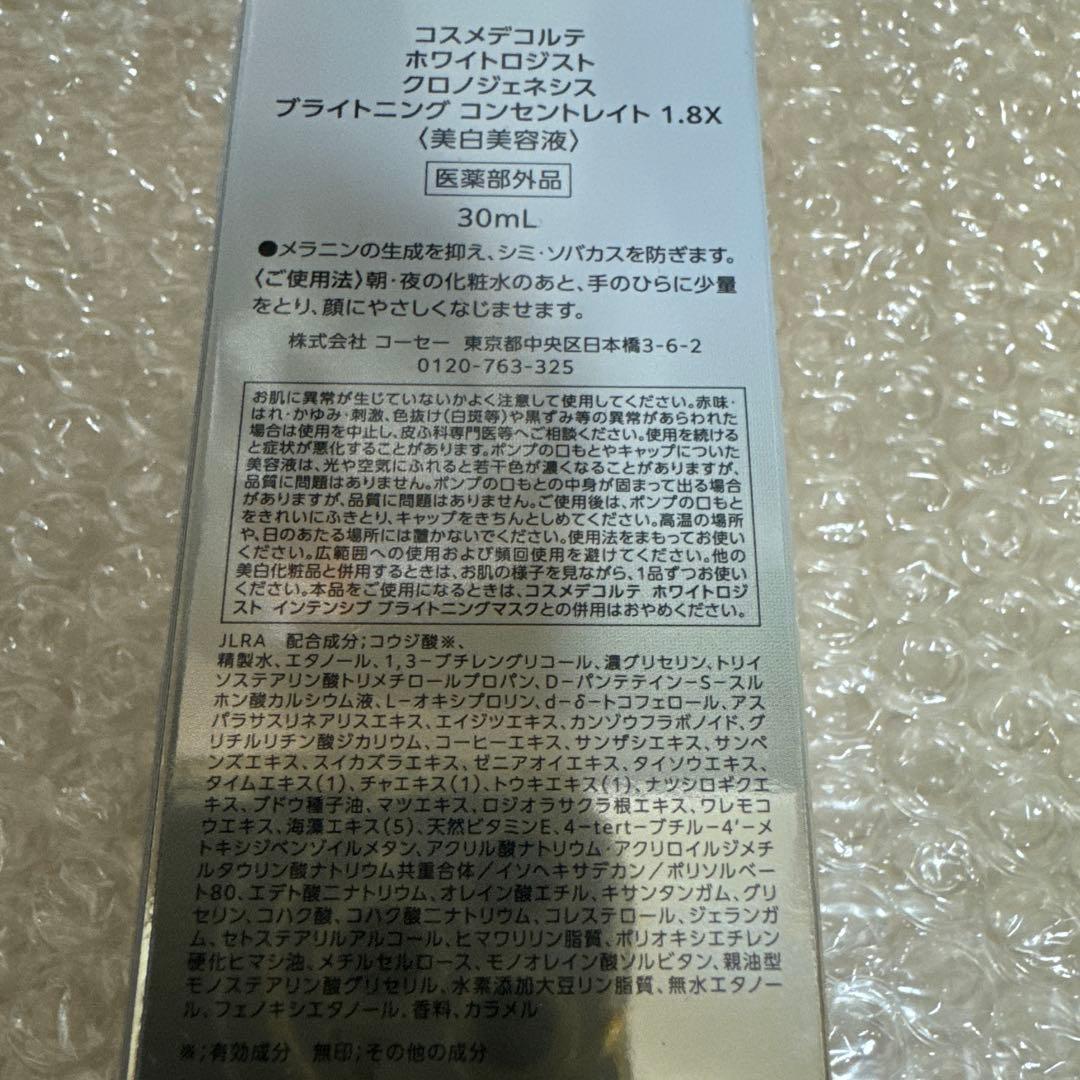 コスメデコルテ
ホワイトロジスト
クロノジェネシス
ブライトニング コンセントレイト 1.8X
〈美白美容液〉
医薬部外品
30mL
●メラニンの生成を抑え、シミ・ソバカスを防ぎます。
〈ご使用法〉朝・夜の化粧水のあと、手のひらに少量
をとり、顔にやさしくなじませます。
株式会社 コーセー 東京都中央区日本橋3-6-2
0120-763-325
お肌に異常が生じていないかよく注意して使用してください。赤味・
はれ・かゆみ・刺激、色抜け(白斑等)や黒ずみ等の異常があらわれた
場合は使用を中止し、皮ふ科専門医等へご相談ください。使用を続ける
と症状が悪化することがあります。ポンプの口もとやキャップについた
美容液は、光や空気にふれると若干色が濃くなることがありますが、
品質に問題はありません。ポンプの口もとの中身が固まって出る場合
がありますが、品質に問題はありません。ご使用後は、ポンプの口もと
をきれいにふきとり、キャップをきちんとしめてください。高温の場所
や、日のあたる場所には置かないでください。使用法をまもってお使い
ください。広範囲への使用および頻回使用を避けてください。他の
美白化粧品と併用するときは、お肌の様子を見ながら、1品ずつお使い
ください。本品をご使用になるときは、コスメデコルテ ホワイトロジ
スト インテンシブ ブライトニングマスクとの併用はおやめください。
JLRA 配合成分;コウジ酸※、
精製水、エタノール、1,3-ブチレングリコール、濃グリセリン、トリイ
ソステアリン酸トリメチロールプロパン、D-パンテテイン-S-スル
ホン酸カルシウム液、L-オキシプロリン、d-δ-トコフェロール、アス
パラサスリネアリスエキス、エイジツエキス、カンゾウフラボノイド、グ
リチルリチン酸ジカリウム、コーヒーエキス、サンザシエキス、サンペ
ンズエキス、スイカズラエキス、ゼニアオイエキス、タイソウエキス、
タイムエキス(1)、チャエキス(1)、トウキエキス(1)、ナツシロギクエ
キス、ブドウ種子油、マツエキス、ロジオラサクラ根エキス、ワレモコ
ウエキス、海藻エキス(5)、天然ビタミンE、4-tert-ブチル-4'-メ
トキシジベンゾイルメタン、アクリル酸ナトリウム・アクリロイルジメチ
ルタウリン酸ナトリウム共重合体/イソヘキサデカン/ポリソルベー
ト80、エデト酸二ナトリウム、オレイン酸エチル、キサンタンガム、グリ
セリン、コハク酸、コハク酸二ナトリウム、コレステロール、ジェランガ
ム、セトステアリルアルコール、ヒマワリリン脂質、ポリオキシエチレン
硬化ヒマシ油、メチルセルロース、モノオレイン酸ソルビタン、親油型
モノステアリン酸グリセリル、水素添加大豆リン脂質、無水エタノー
ル、フェノキシエタノール、香料、カラメル
※;有効成分 無印;その他の成分